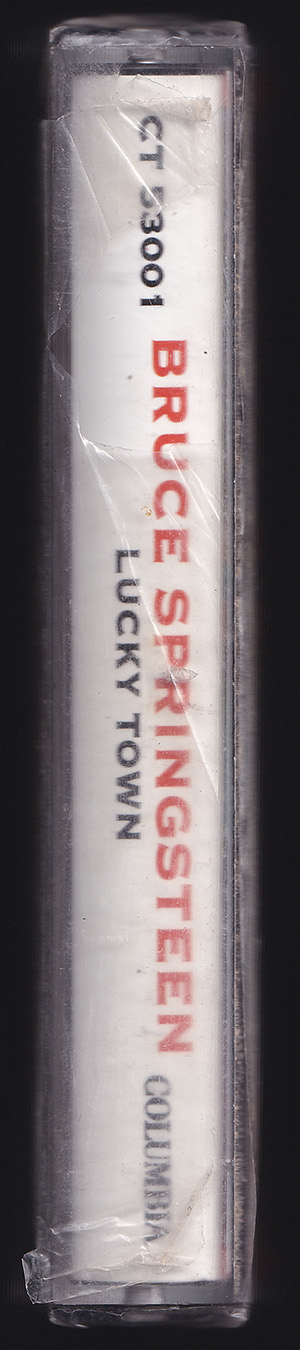 CT 53001
BRUCE SPRINGSTEEN
LUCKY TOWN
COLUMBIA